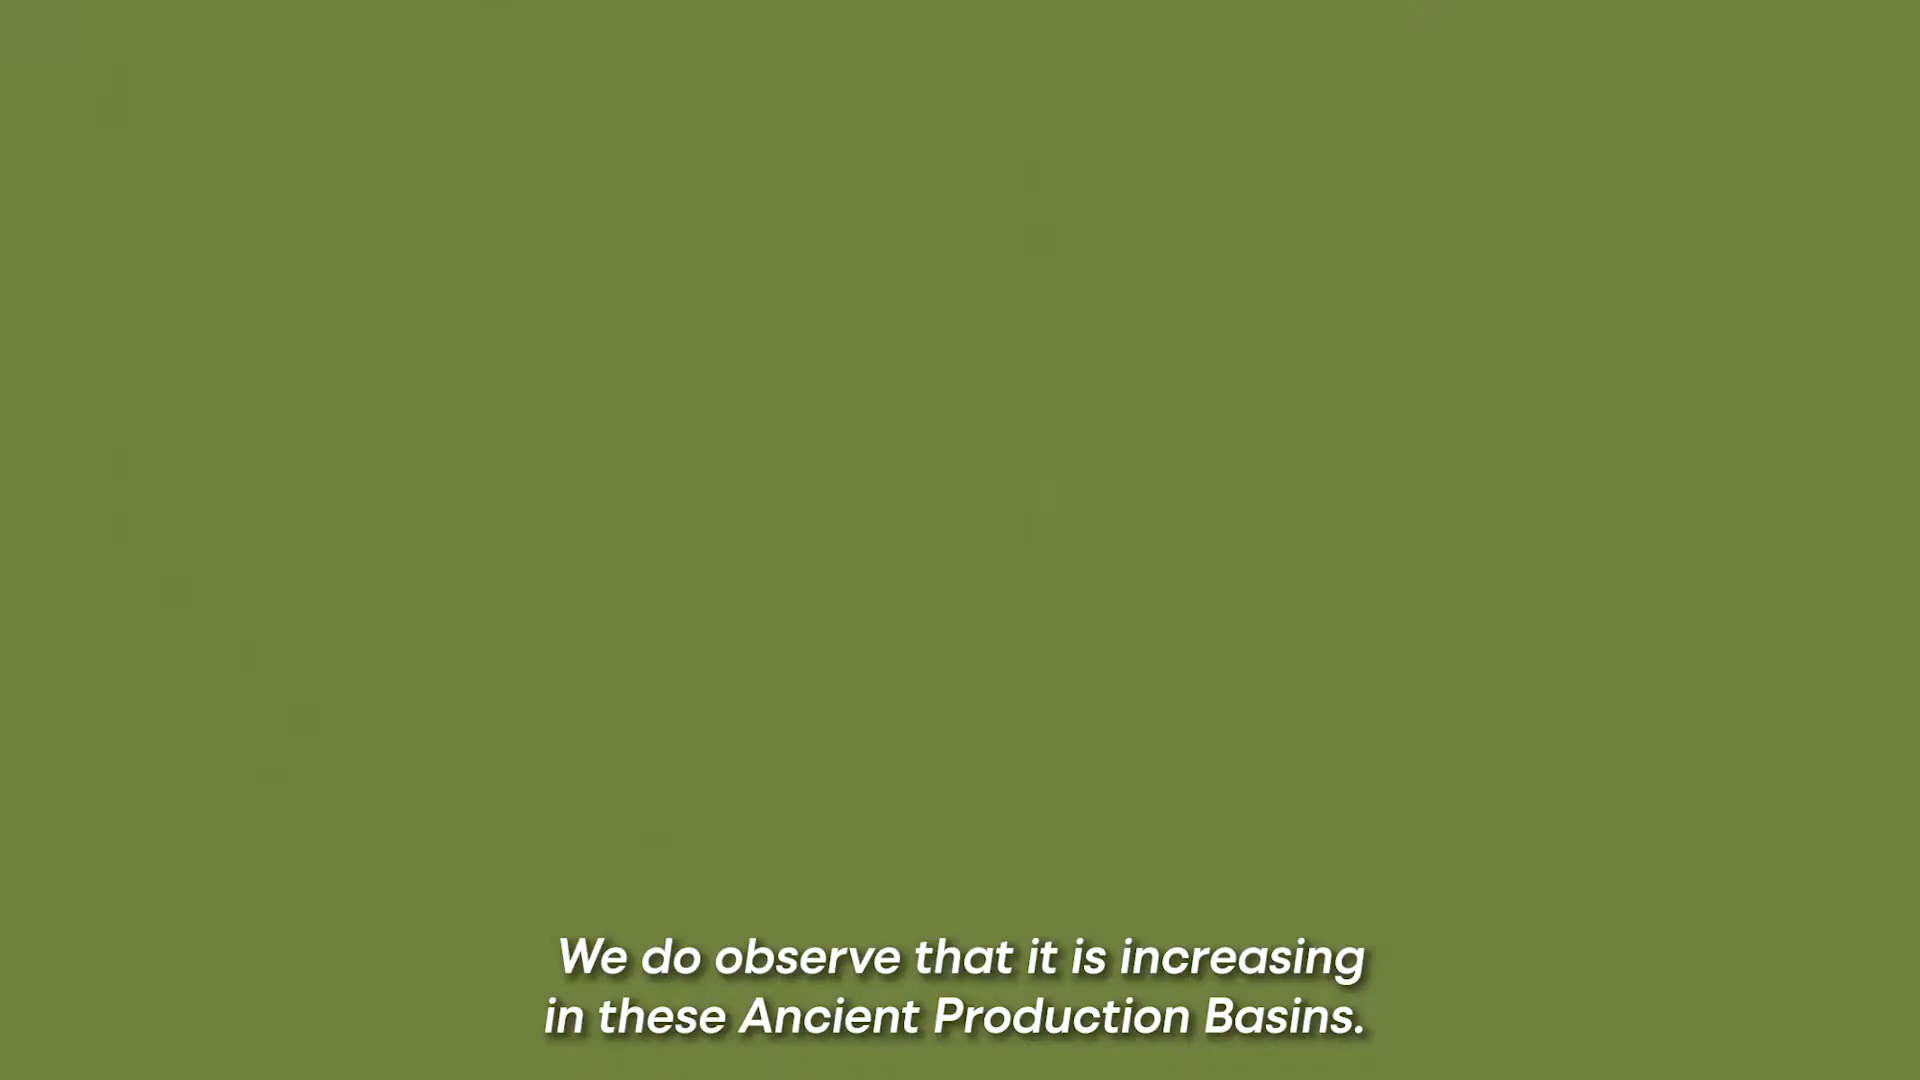 We do observe that it is increasing
in these Ancient Production Basins.